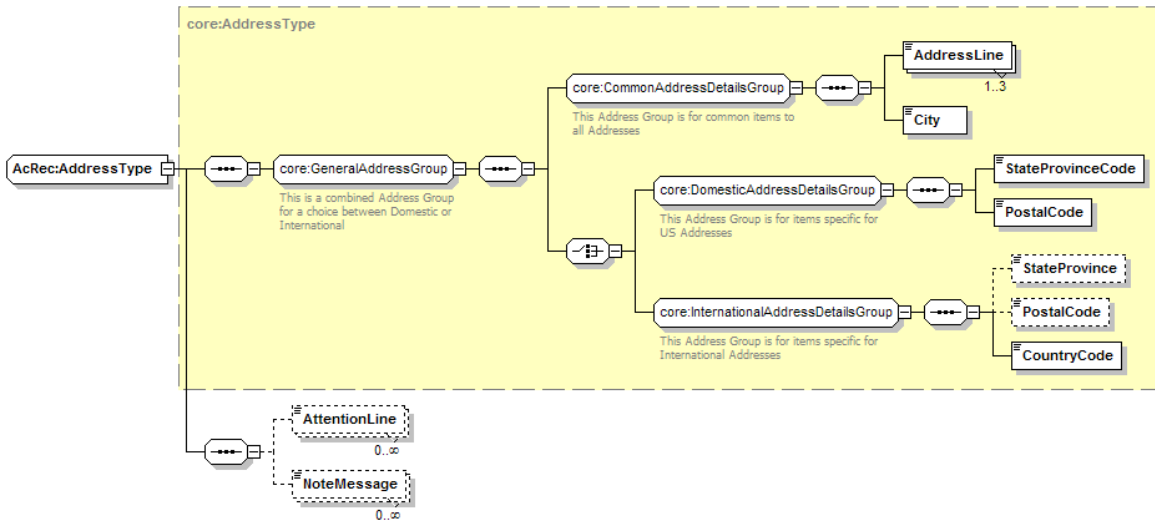 core:AddressType
AddressLine
1..3
core:CommonAddressDetailsGroup
This Address Group is for common items to
all Addresses
City
AcRec:AddressType
core:GeneralAddressGroup
This is a combined Address Group
for a choice between Domestic or
International
StateProvinceCode
core:DomesticAddressDetailsGroup
This Address Group is for items specific for
US Addresses
PostalCode
StateProvince
core:InternationalAddressDetailsGroup
This Address Group is for items specific for
International Addresses
PostalCode
CountryCode
AttentionLine
0..∞
NoteMessage
0..∞